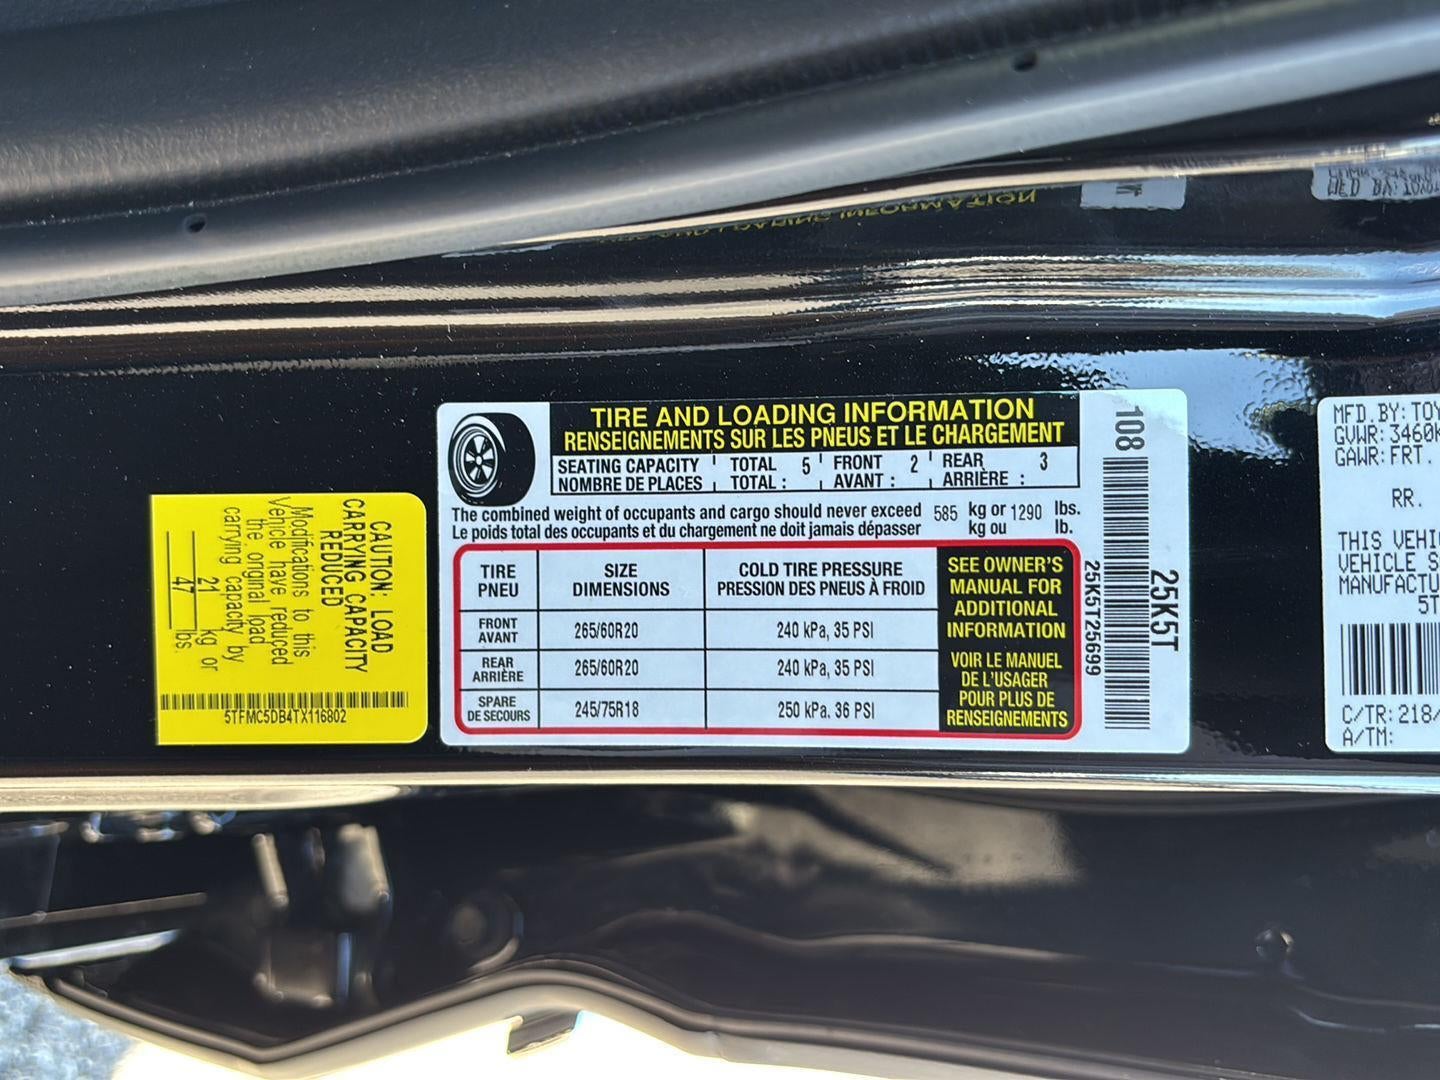 CAUTION: LOAD
CARRYING CAPACITY
REDUCED
Modifications to this
Vehicle have reduced
the original load
carrying capacity by
21 kg or
47 lbs.
5TFMC5DB4TX116802
TIRE AND LOADING INFORMATION
RENSEIGNEMENTS SUR LES PNEUS ET LE CHARGEMENT
SEATING CAPACITY TOTAL 5 FRONT 2 REAR 3
NOMBRE DE PLACES TOTAL : AVANT : ARRIÈRE :
The combined weight of occupants and cargo should never exceed 585 kg or 1290 lbs.
Le poids total des occupants et du chargement ne doit jamais dépasser kg ou lb.
TIRE SIZE COLD TIRE PRESSURE
PNEU DIMENSIONS PRESSION DES PNEUS À FROID
FRONT
AVANT 265/60R20 240 kPa, 35 PSI
REAR
ARRIÈRE 265/60R20 240 kPa, 35 PSI
SPARE
DE SECOURS 245/75R18 250 kPa, 36 PSI
SEE OWNER'S
MANUAL FOR
ADDITIONAL
INFORMATION
VOIR LE MANUEL
DE L'USAGER
POUR PLUS DE
RENSEIGNEMENTS
108
25K5T25699
25K5T
MFD.BY:TOY
GVWR:3460K
GAWR:FRT.
RR.
THIS VEHI
VEHICLE S
MANUFACTU
5T
C/TR:218/
A/TM: